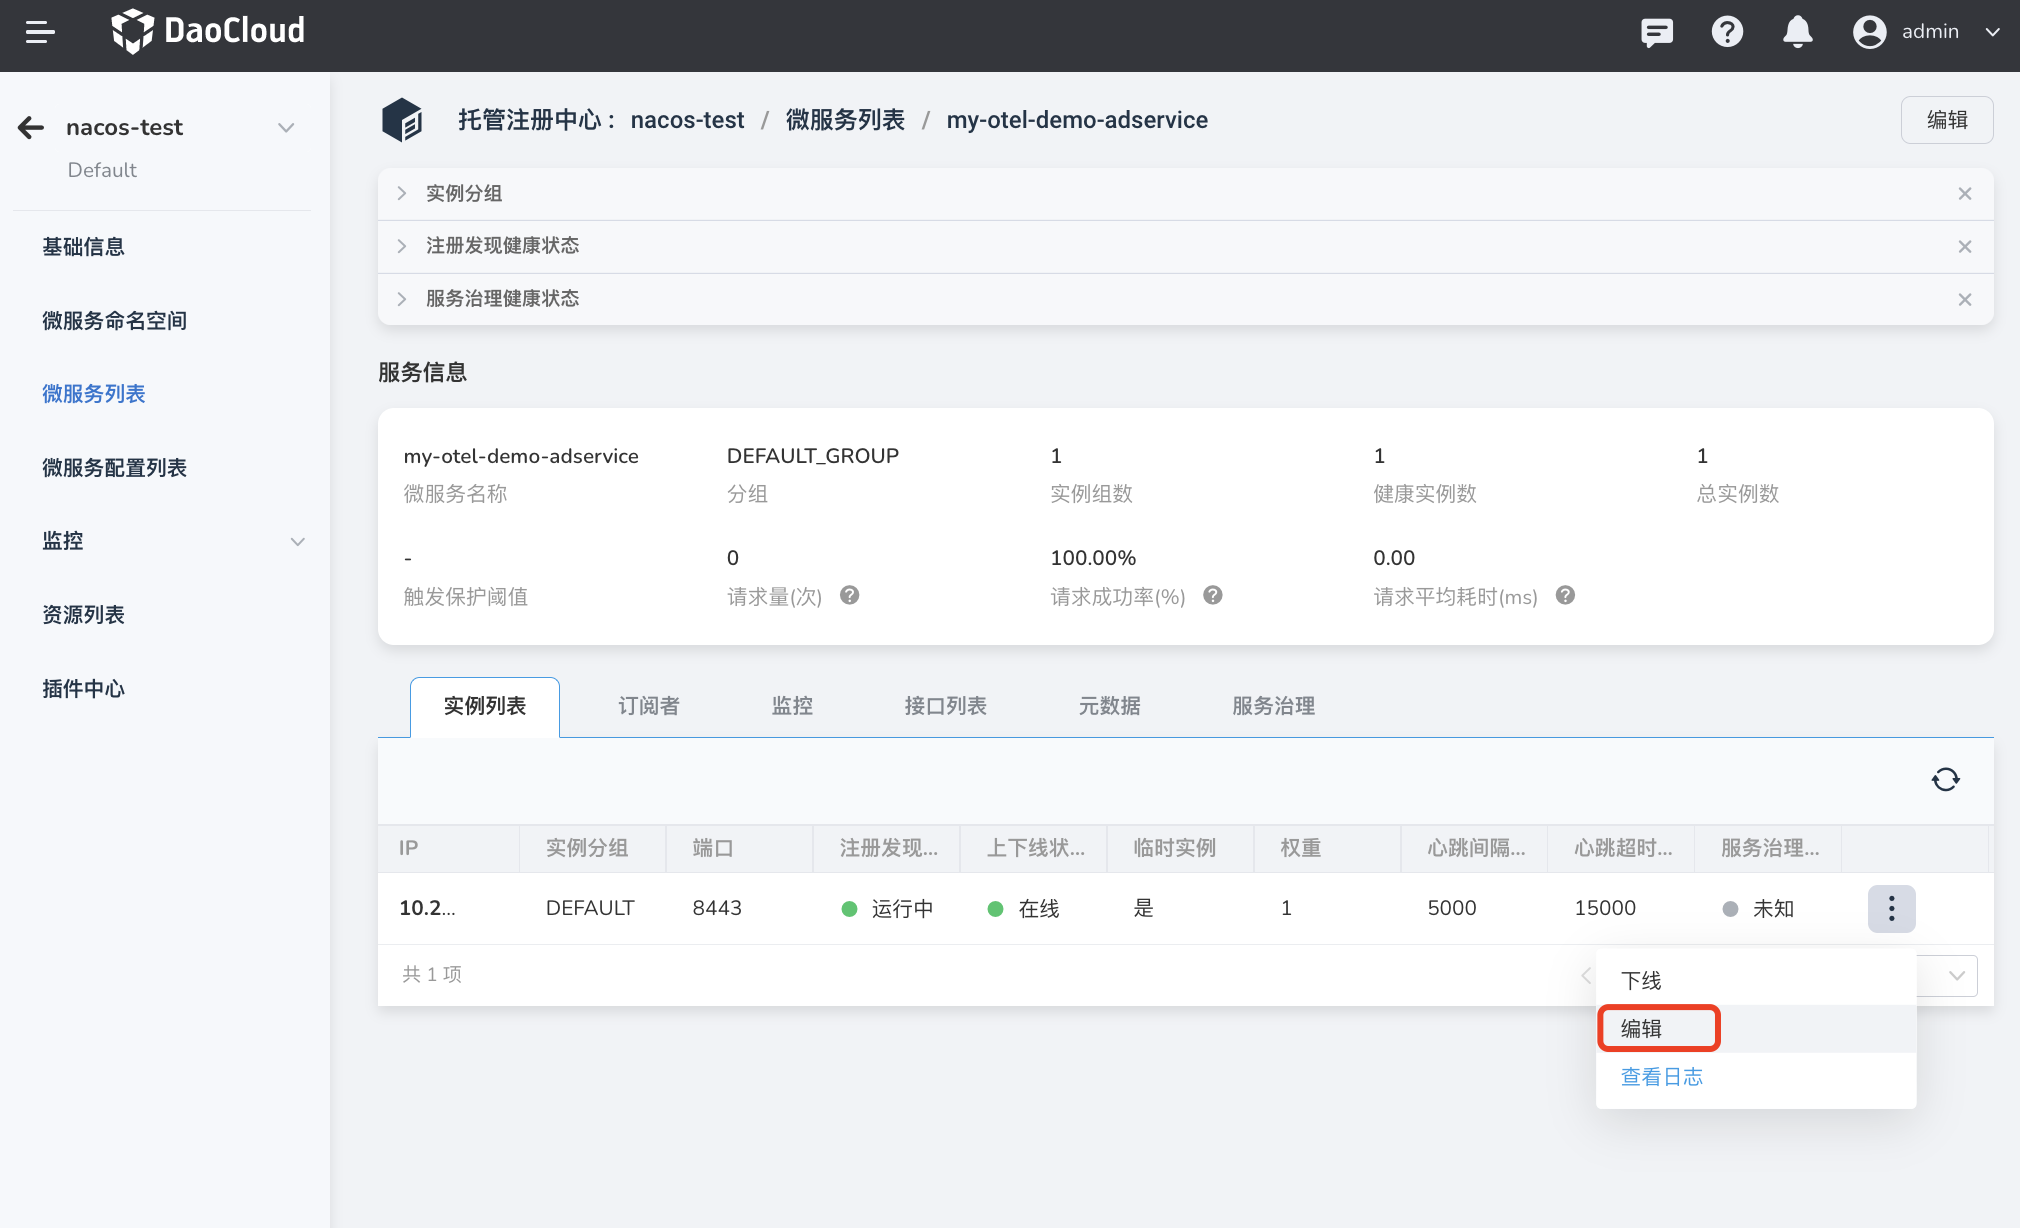 DaoCloud
admin
nacos-test
Default
基础信息
微服务命名空间
微服务列表
微服务配置列表
监控
资源列表
插件中心
托管注册中心 : nacos-test / 微服务列表 / my-otel-demo-adservice
编辑
实例分组
注册发现健康状态
服务治理健康状态
服务信息
my-otel-demo-adservice DEFAULT_GROUP 1 1 1
微服务名称 分组 实例组数 健康实例数 总实例数
- 0 100.00% 0.00
触发保护阈值 请求量(次) 请求成功率(%) 请求平均耗时(ms)
实例列表 订阅者 监控 接口列表 元数据 服务治理
IP 实例分组 端口 注册发现... 上下线状... 临时实例 权重 心跳间隔... 心跳超时... 服务治理...
10.2... DEFAULT 8443 运行中 在线 是 1 5000 15000 未知
共 1 项
下线
编辑
查看日志